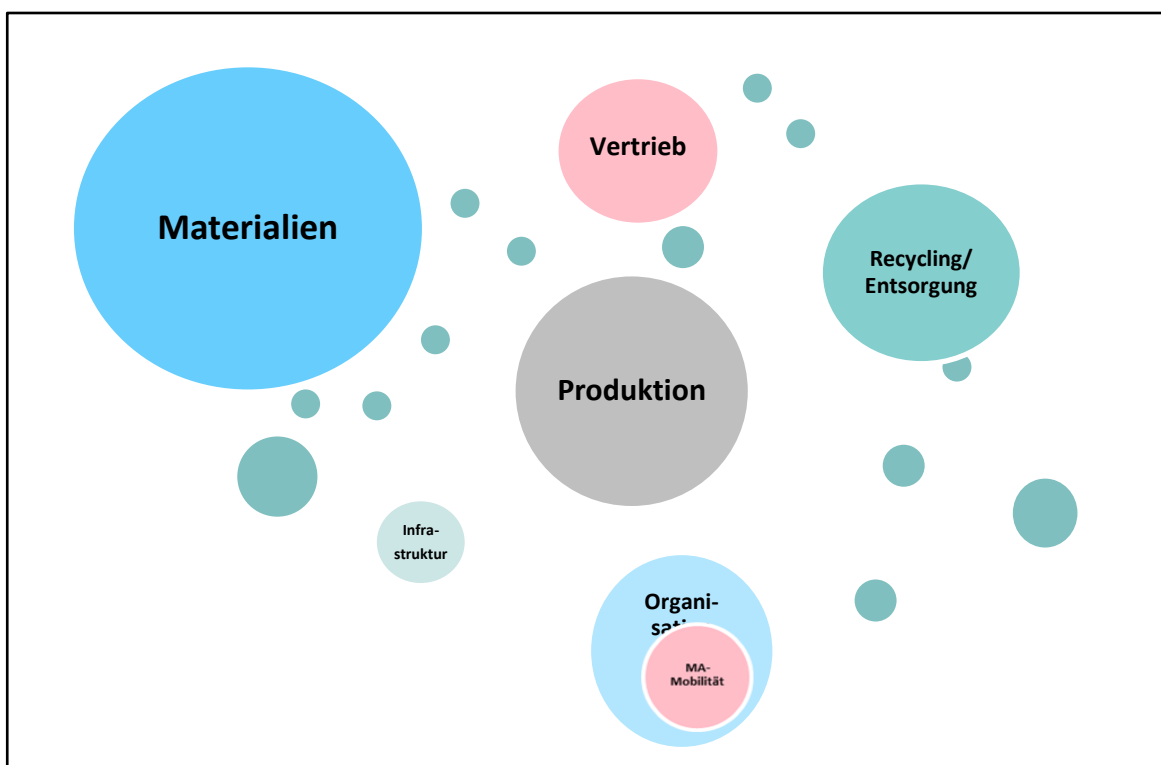 Vertrieb
Materialien
Recycling/
Entsorgung
Produktion
Infra-
struktur
Organi-
MA-
Mobilität